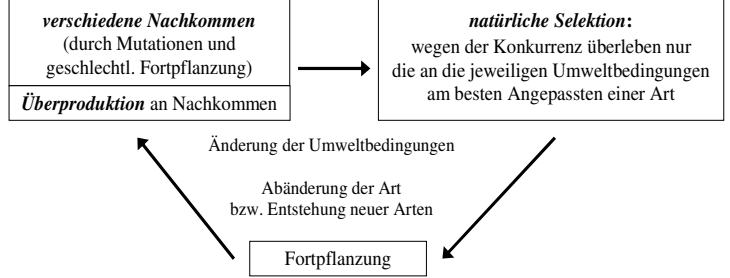 verschiedene Nachkommen
(durch Mutationen und
geschlechtl. Fortpflanzung)
Überproduktion an Nachkommen
natürliche Selektion:
wegen der Konkurrenz überleben nur
die an die jeweiligen Umweltbedingungen
am besten Angepassten einer Art
Änderung der Umweltbedingungen
Abänderung der Art
bzw. Entstehung neuer Arten
Fortpflanzung